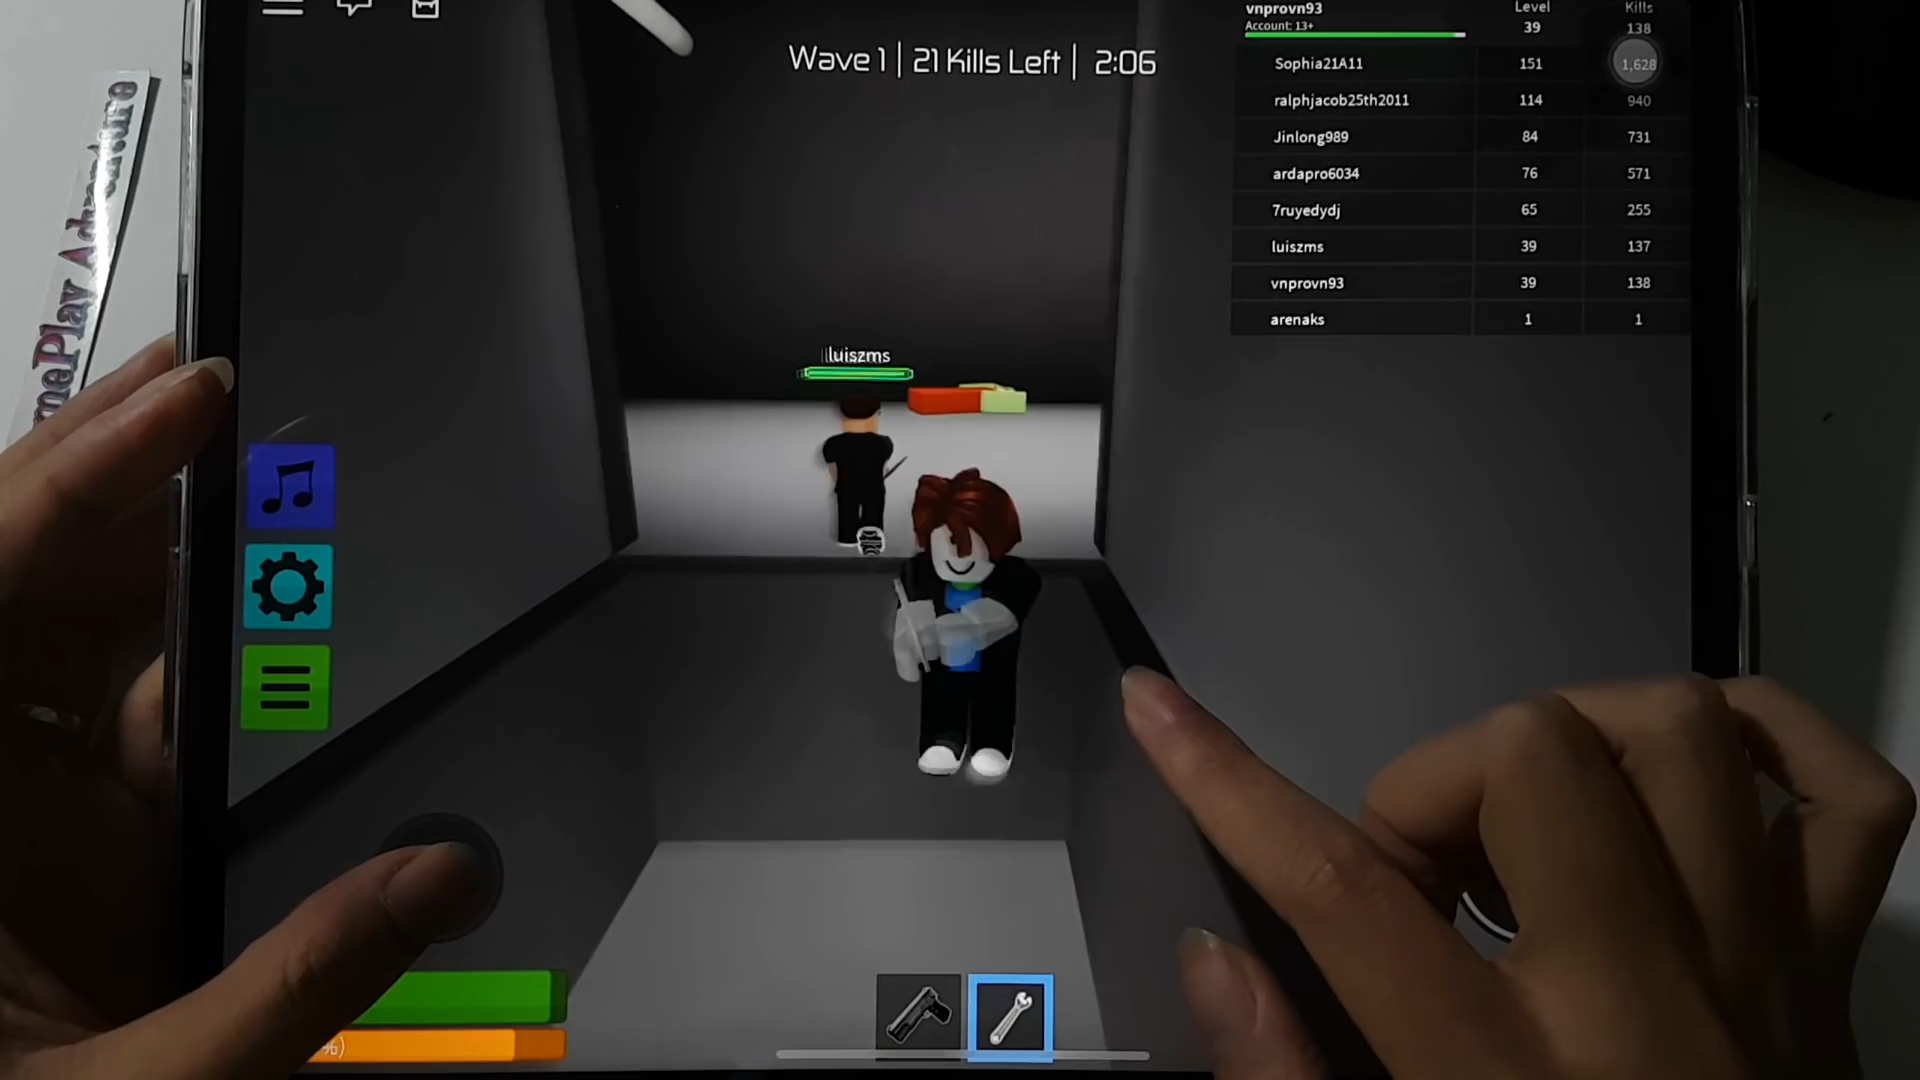 vnprovn93
Level
Kills
Account: 13+
39
138
Wave 1 | 21 Kills Left | 2:06
Sophia21A11
151
1,628
ralphjacob25th2011
114
940
Jinlong989
84
731
ardapro6034
76
571
7ruyedydj
65
255
luiszms
39
137
vnprovn93
39
138
arenaks
1
1
luiszms
mePlay Adventure
%)